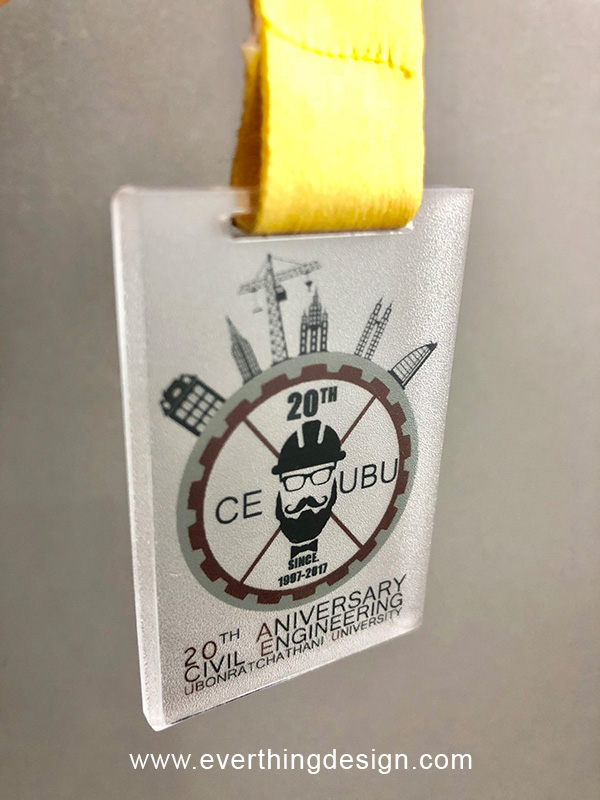 20TH
CE UBU
SINCE.
1997-2017
20TH ANIVERSARY
CIVIL ENGINEERING
UBONRATCHATHANI UNIVERSITY
www.everthingdesign.com